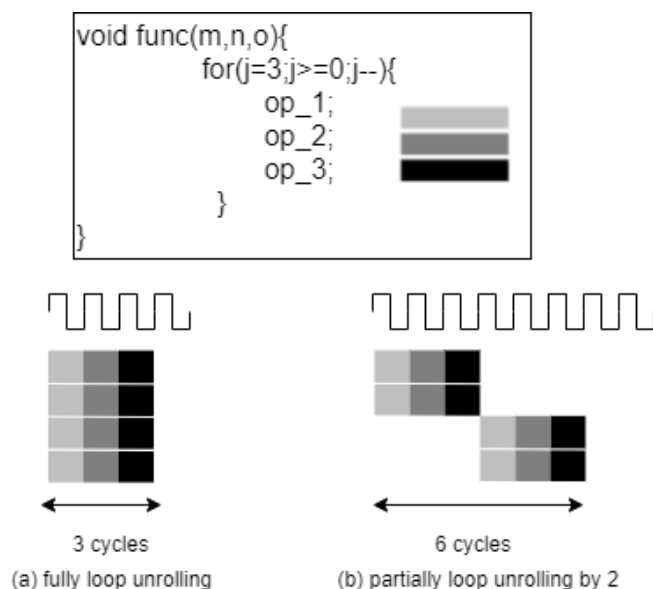 void func(m,n,o){
for(j=3;j>=0;j--){
op_1;
op_2;
op_3;
}
}
3 cycles
6 cycles
(a) fully loop unrolling
(b) partially loop unrolling by 2